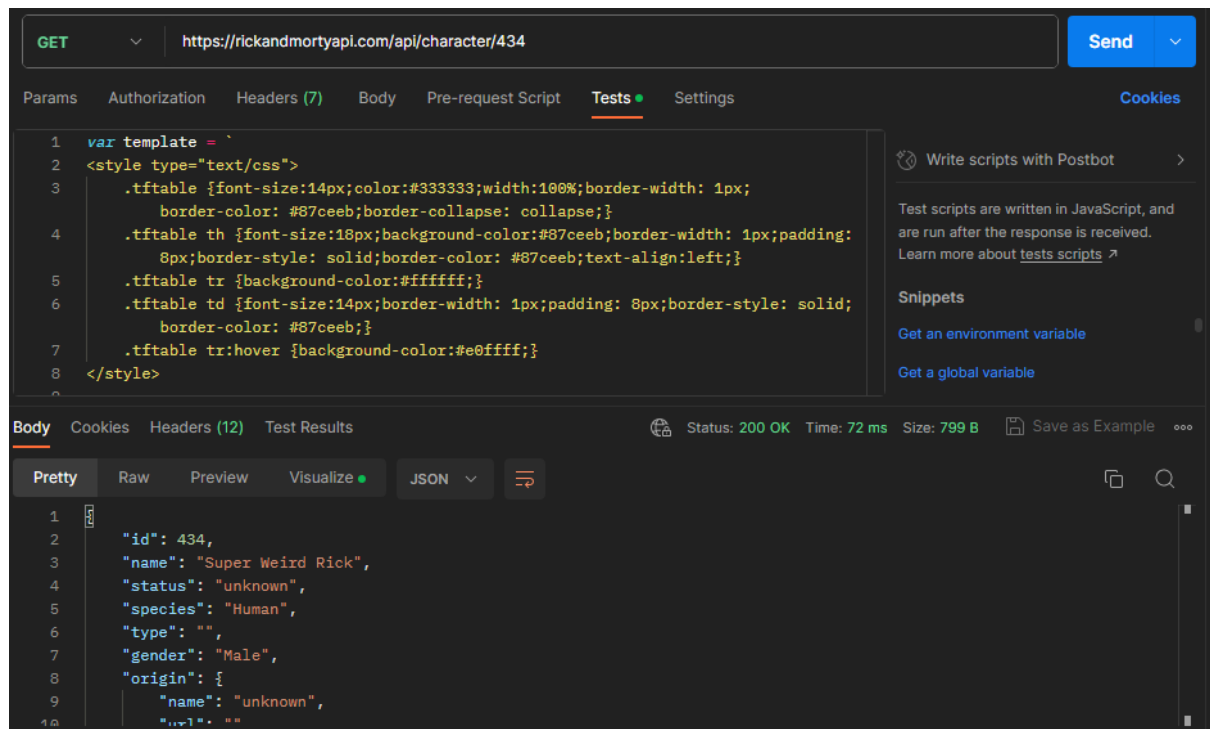 GET https://rickandmortyapi.com/api/character/434 Send
Params Authorization Headers (7) Body Pre-request Script Tests Settings Cookies
1 var template = `
2 <style type="text/css">
3 .tftable {font-size:14px;color:#333333;width:100%;border-width: 1px;
border-color: #87ceeb;border-collapse: collapse;}
4 .tftable th {font-size:18px;background-color:#87ceeb;border-width: 1px;padding:
8px;border-style: solid;border-color: #87ceeb;text-align:left;}
5 .tftable tr {background-color:#ffffff;}
6 .tftable td {font-size:14px;border-width: 1px;padding: 8px;border-style: solid;
border-color: #87ceeb;}
7 .tftable tr:hover {background-color:#e0ffff;}
8 </style>
9
Write scripts with Postbot
Test scripts are written in JavaScript, and
are run after the response is received.
Learn more about tests scripts
Snippets
Get an environment variable
Get a global variable
Body Cookies Headers (12) Test Results Status: 200 OK Time: 72 ms Size: 799 B Save as Example
Pretty Raw Preview Visualize JSON
1 {
2 "id": 434,
3 "name": "Super Weird Rick",
4 "status": "unknown",
5 "species": "Human",
6 "type": "",
7 "gender": "Male",
8 "origin": {
9 "name": "unknown",
10 "url": ""